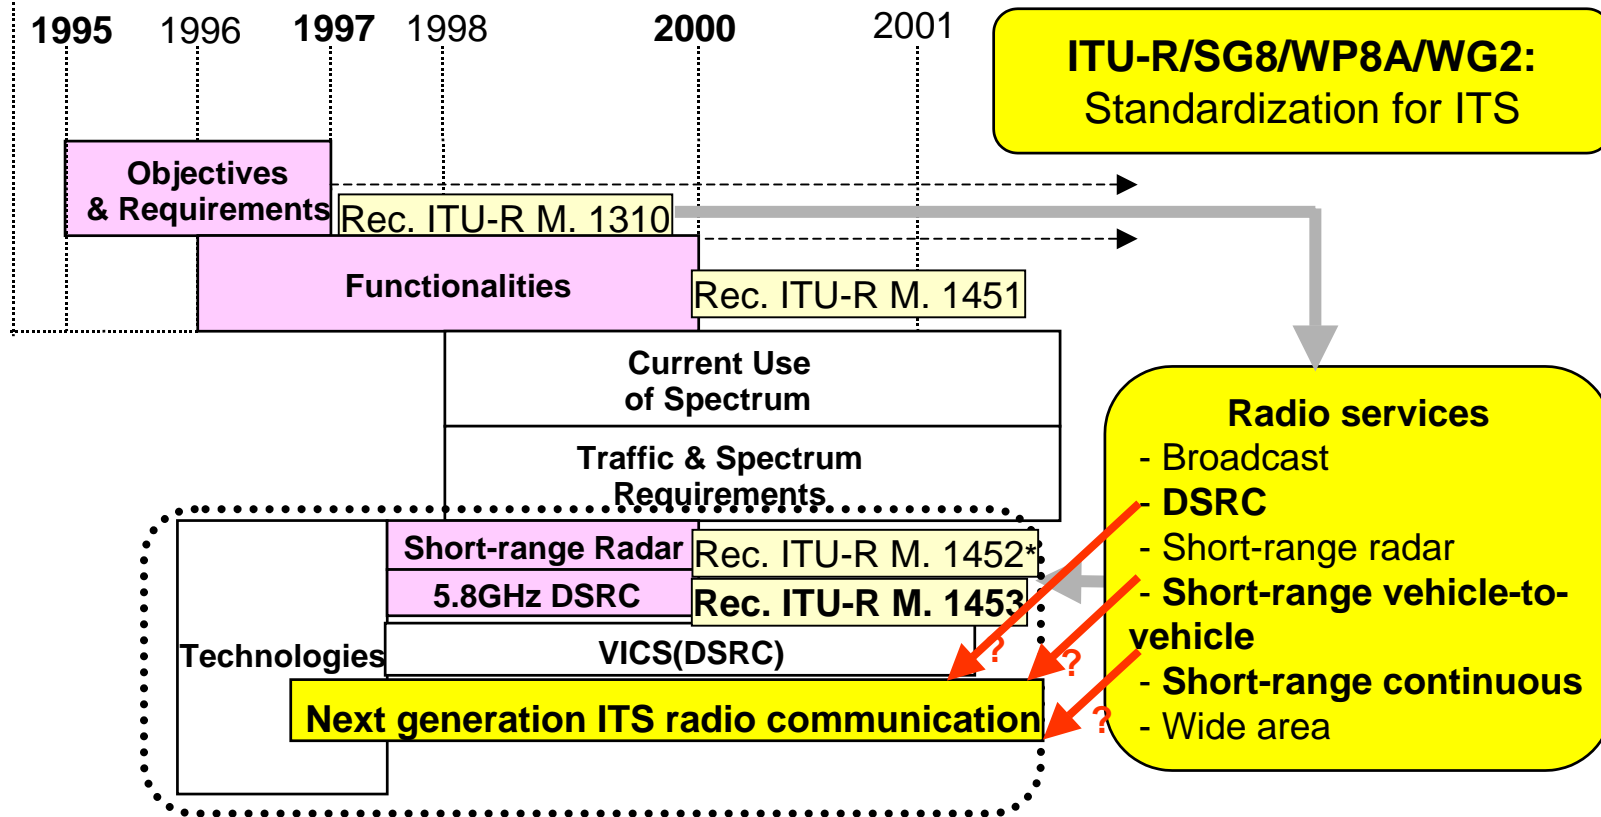 1995 1996 1997 1998 2000 2001
ITU-R/SG8/WP8A/WG2:
Standardization for ITS
Objectives
& Requirements
Rec. ITU-R M. 1310
Functionalities
Rec. ITU-R M. 1451
Current Use
of Spectrum
Traffic & Spectrum
Requirements
Short-range Radar
Rec. ITU-R M. 1452*
5.8GHz DSRC
Rec. ITU-R M. 1453
Technologies
VICS(DSRC)
?
?
Next generation ITS radio communication
?
Radio services
- Broadcast
- DSRC
- Short-range radar
- Short-range vehicle-to-
vehicle
- Short-range continuous
- Wide area